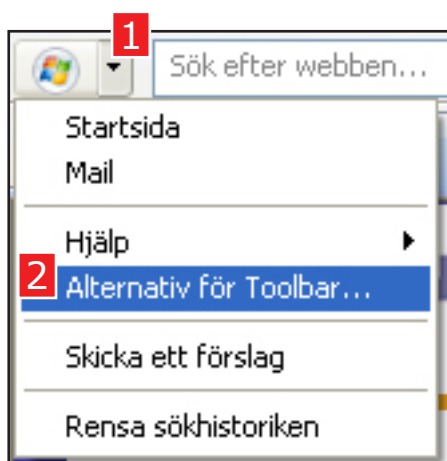 1
Sök efter webben...
Startsida
Mail
Hjälp
2
Alternativ för Toolbar...
Skicka ett förslag
Rensa sökhistoriken